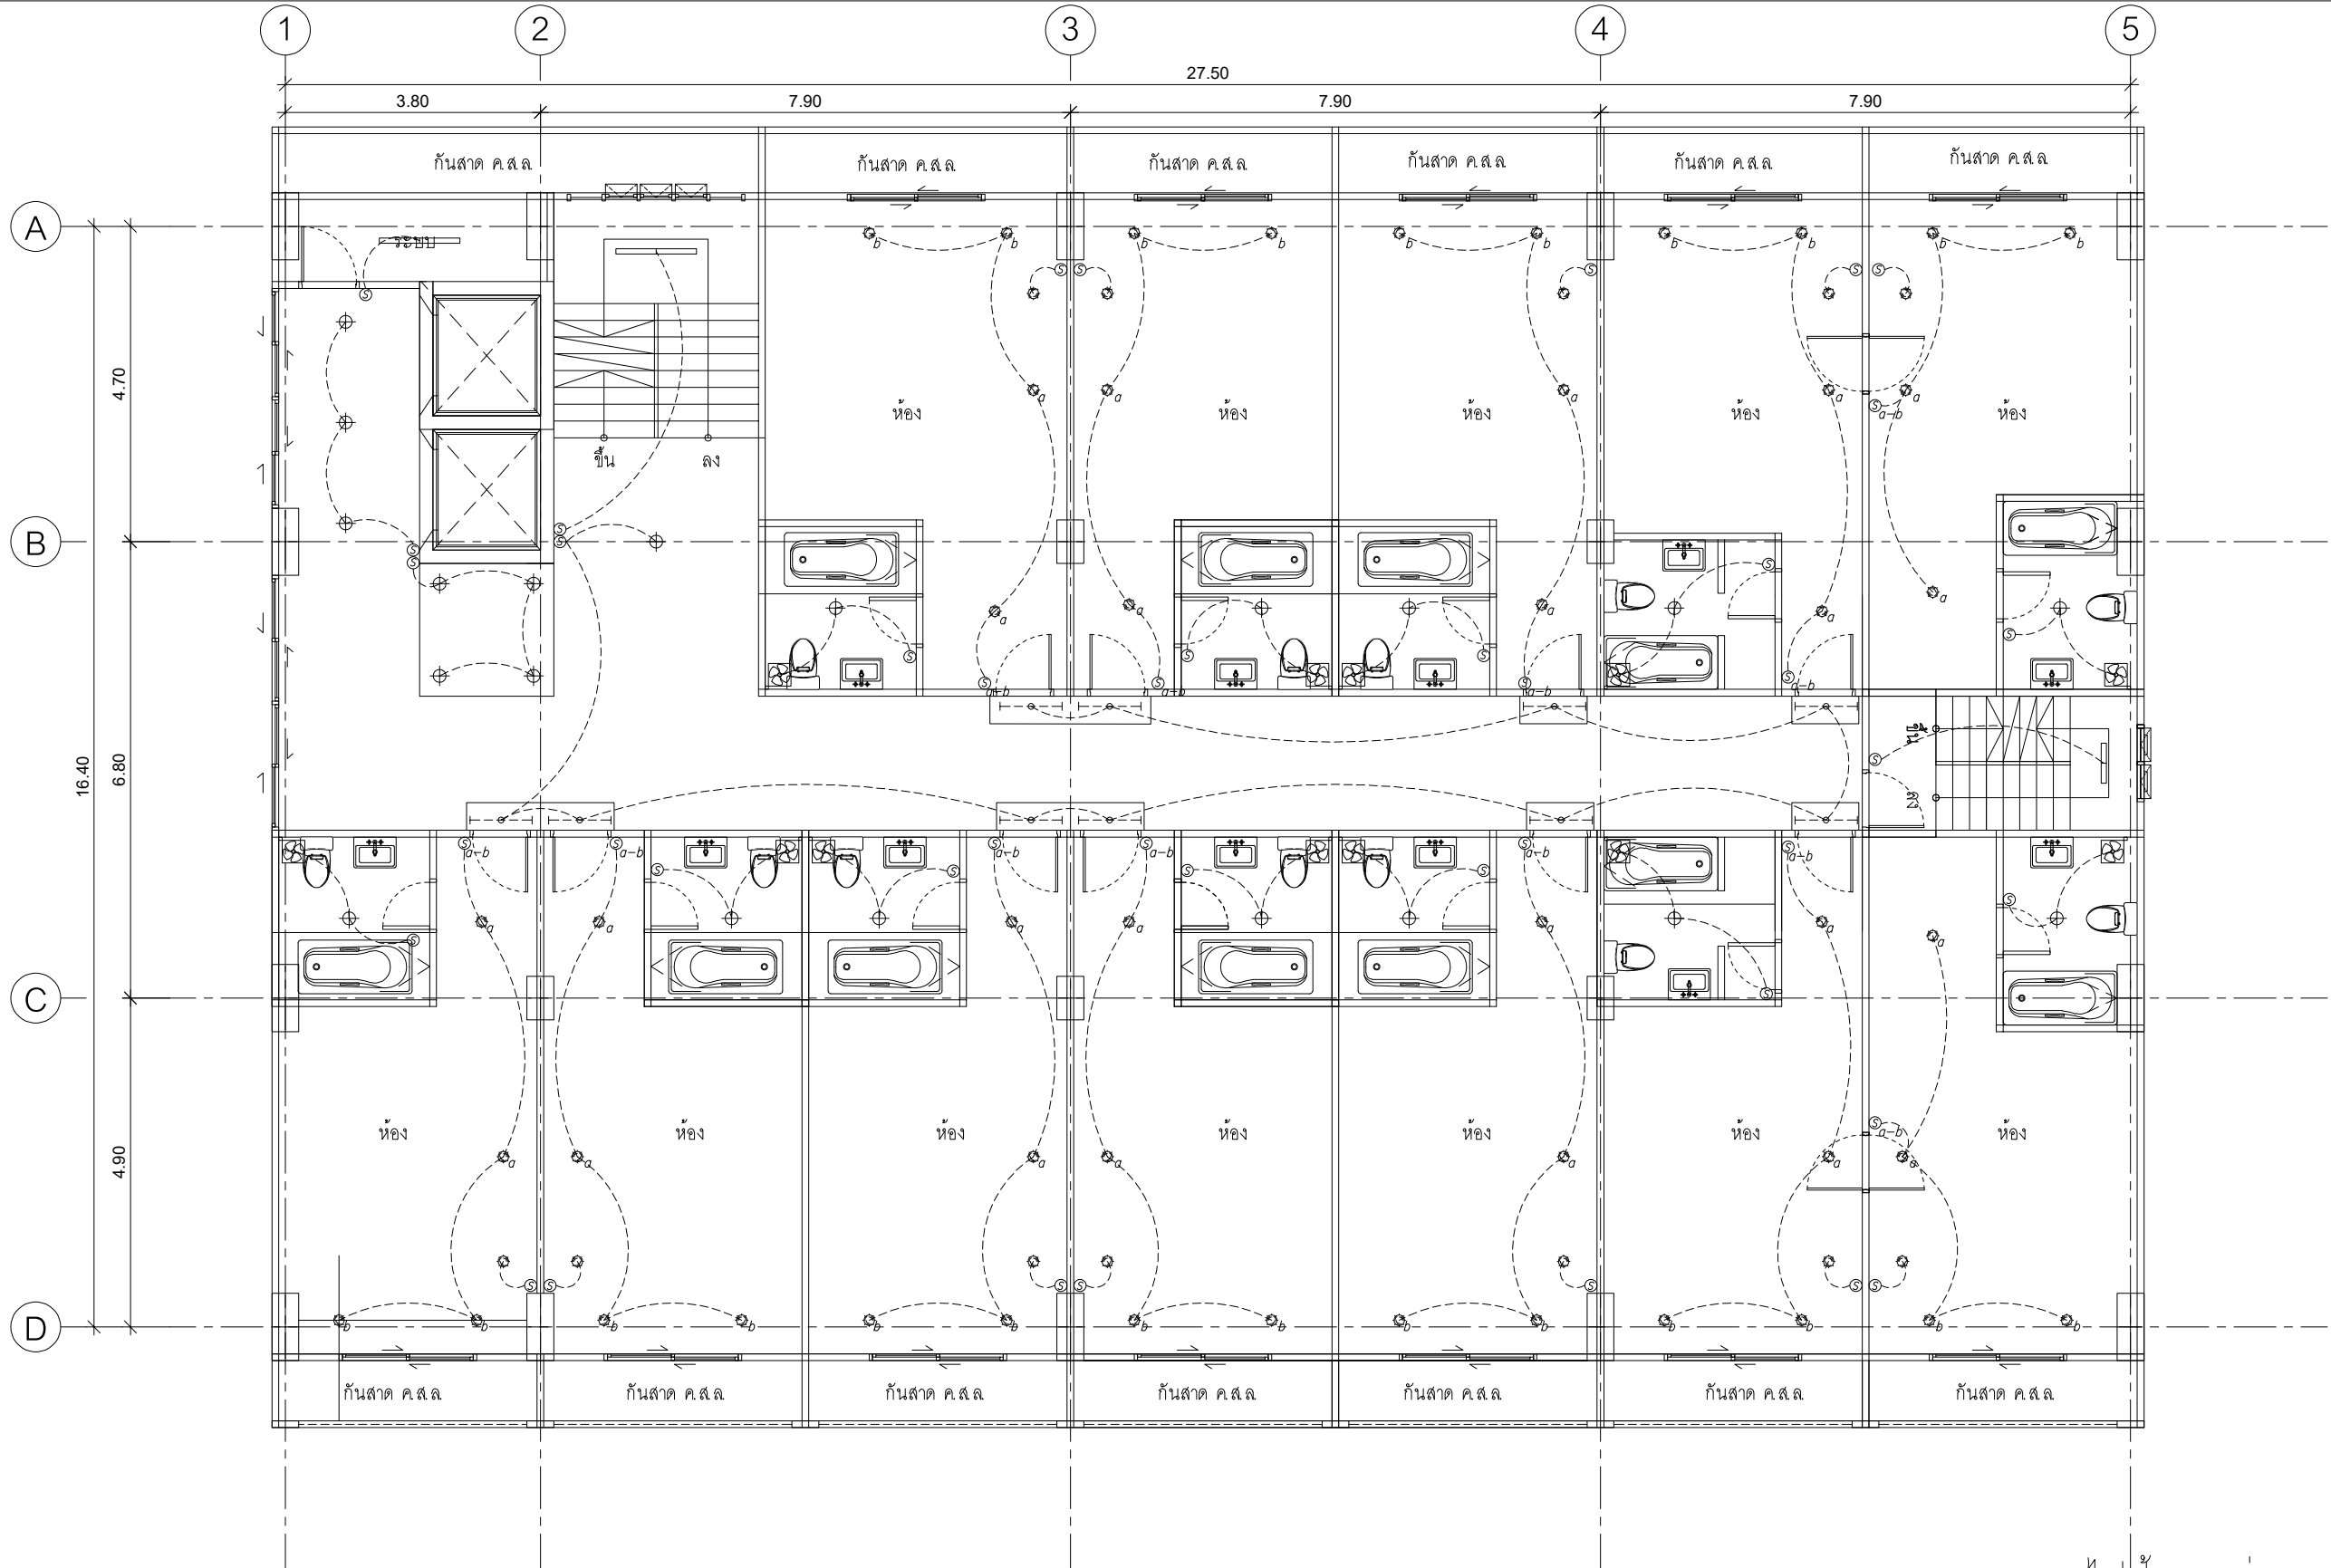 1 2 3 4 5
27.50
3.80 7.90 7.90 7.90
กันสาด ค.ส.ล. กันสาด ค.ส.ล. กันสาด ค.ส.ล. กันสาด ค.ส.ล. กันสาด ค.ส.ล. กันสาด ค.ส.ล.
A
ระบบ
b b b b b b b b b b
S S S S S S
4.70
a a a a a
S a-b
ห้อง ห้อง ห้อง ห้อง ห้อง
ขึ้น ลง
B
S S S S
S
a a a a a
S S S S S
S a-b S a-b S a-b S a-b
ขึ้น
S
16.40
6.80
ลง
S a-b S a-b S a-b S a-b S a-b S a-b
S S S S S
a a a a a a a
S
S
C
S
4.90
ห้อง ห้อง ห้อง ห้อง ห้อง ห้อง ห้อง
S a-b
a a a a a a a
S S S S S S S
D
b b b b b b b b b b b b b b
กันสาด ค.ส.ล. กันสาด ค.ส.ล. กันสาด ค.ส.ล. กันสาด ค.ส.ล. กันสาด ค.ส.ล. กันสาด ค.ส.ล. กันสาด ค.ส.ล.